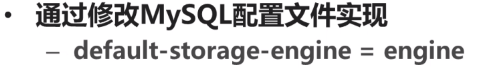 • 通过修改MySQL配置文件实现
– default-storage-engine = engine